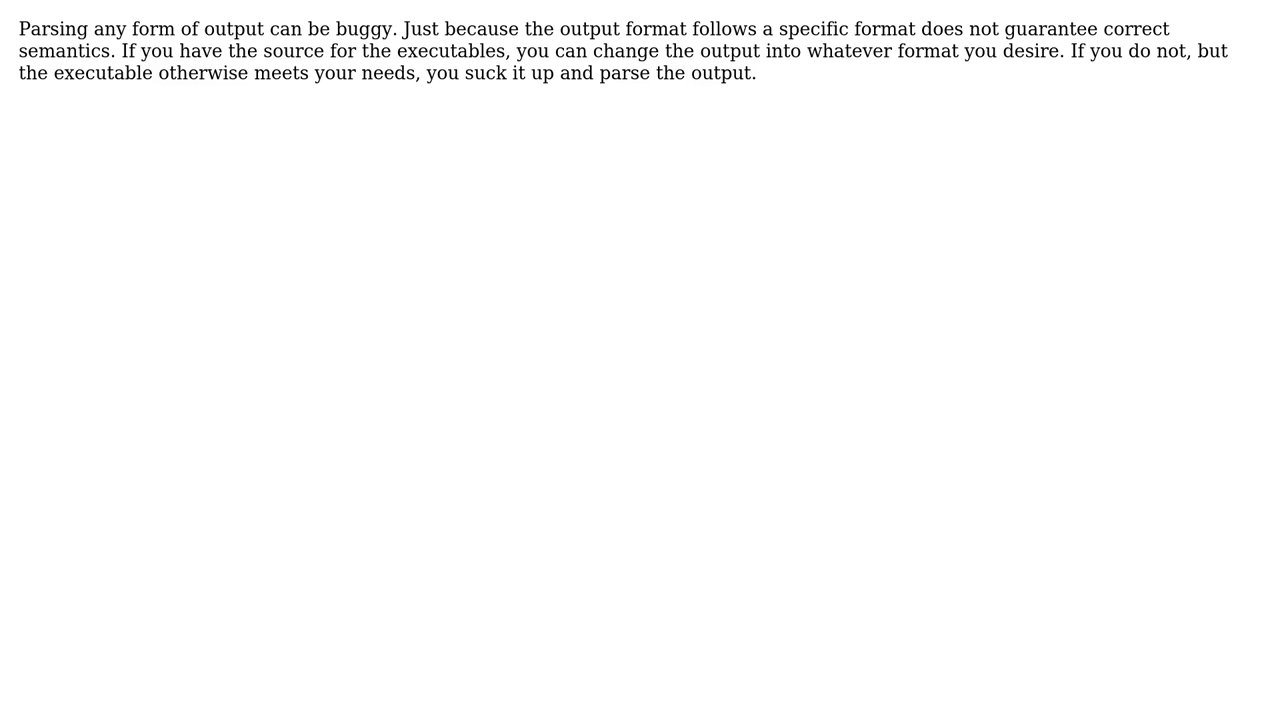 Parsing any form of output can be buggy. Just because the output format follows a specific format does not guarantee correct
semantics. If you have the source for the executables, you can change the output into whatever format you desire. If you do not, but
the executable otherwise meets your needs, you suck it up and parse the output.